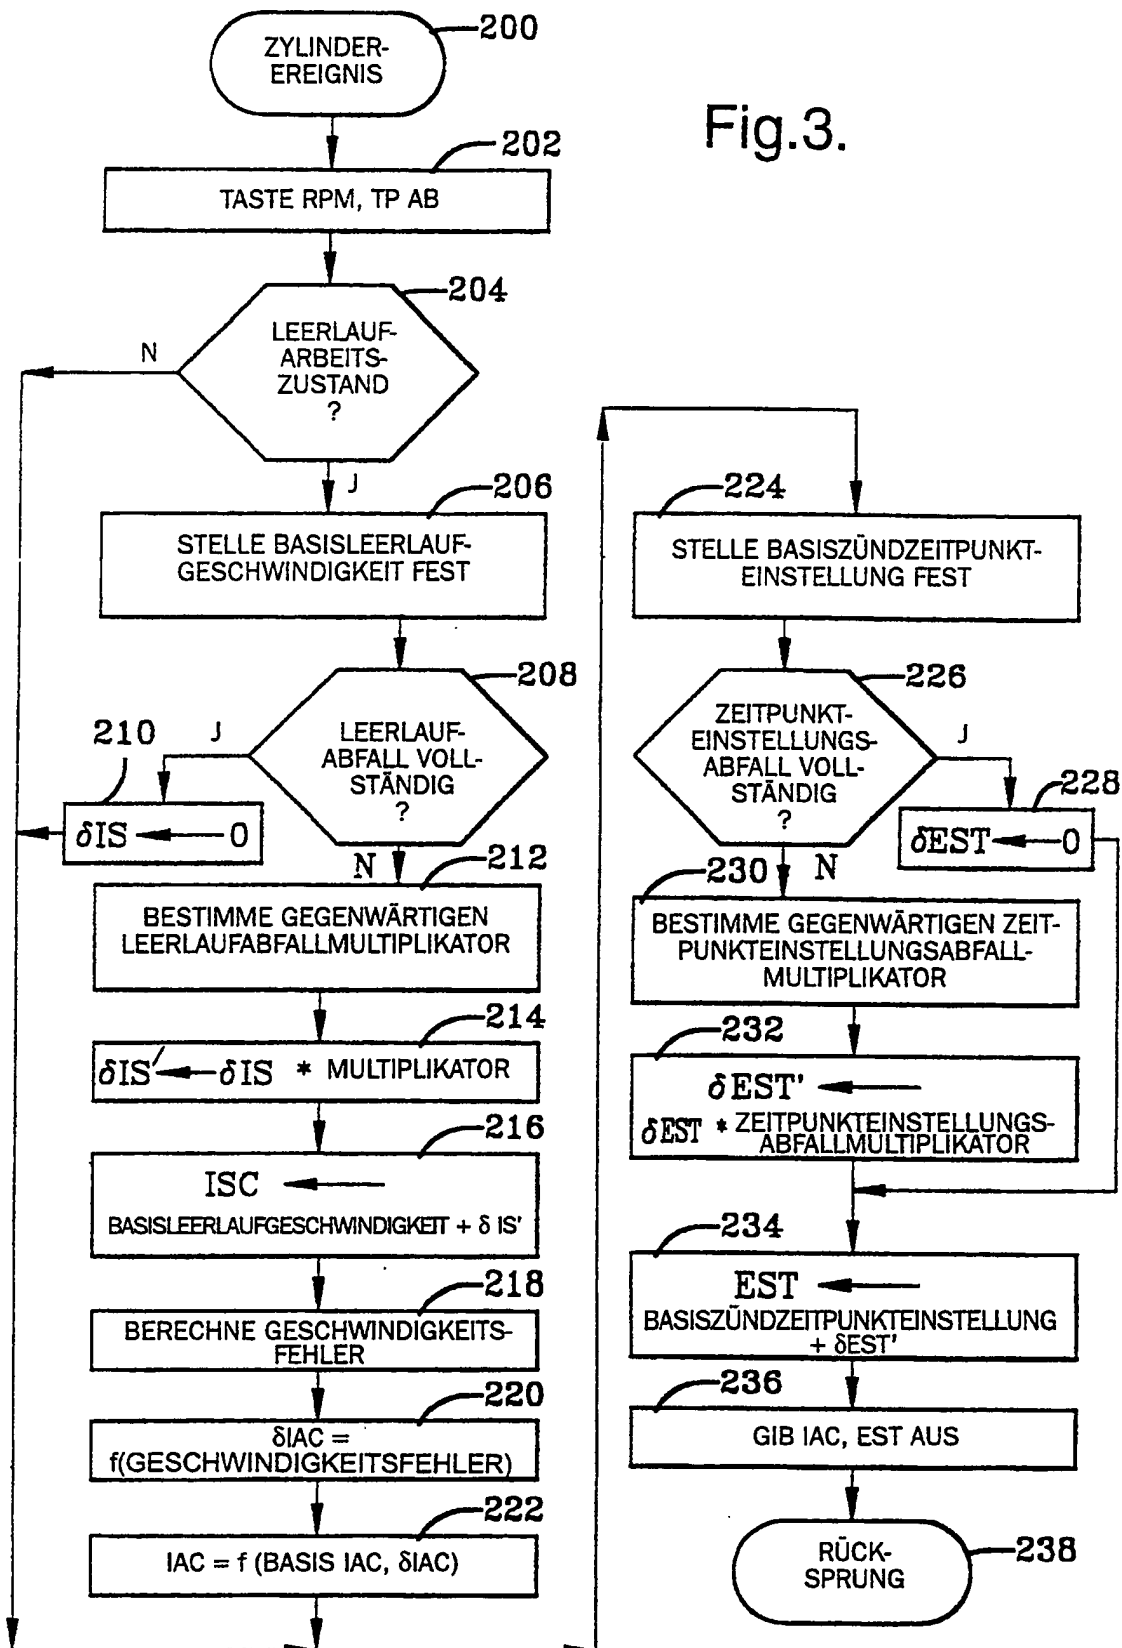 200
ZYLINDER-
EREIGNIS
Fig.3.
202
TASTE RPM, TP AB
204
LEERLAUF-
ARBEITS-
ZUSTAND
?
N
J
206
STELLE BASISLEERLAUF-
GESCHWINDIGKEIT FEST
208
LEERLAUF-
ABFALL VOLL-
STÄNDIG
?
J
210
δIS ← 0
N
212
BESTIMME GEGENWÄRTIGEN
LEERLAUFABFALLMULTIPLIKATOR
214
δIS' ← δIS * MULTIPLIKATOR
216
ISC ←
BASISLEERLAUFGESCHWINDIGKEIT + δ IS'
218
BERECHNE GESCHWINDIGKEITS-
FEHLER
220
δIAC =
f(GESCHWINDIGKEITSFEHLER)
222
IAC = f (BASIS IAC, δIAC)
224
STELLE BASISZÜNDZEITPUNKT-
EINSTELLUNG FEST
226
ZEITPUNKT-
EINSTELLUNGS-
ABFALL VOLL-
STÄNDIG
?
J
228
δEST ← 0
N
230
BESTIMME GEGENWÄRTIGEN ZEIT-
PUNKTEINSTELLUNGSABFALL-
MULTIPLIKATOR
232
δEST' ←
δEST * ZEITPUNKTEINSTELLUNGS-
ABFALLMULTIPLIKATOR
234
EST ←
BASISZÜNDZEITPUNKTEINSTELLUNG
+ δEST'
236
GIB IAC, EST AUS
RÜCK-
SPRUNG
238